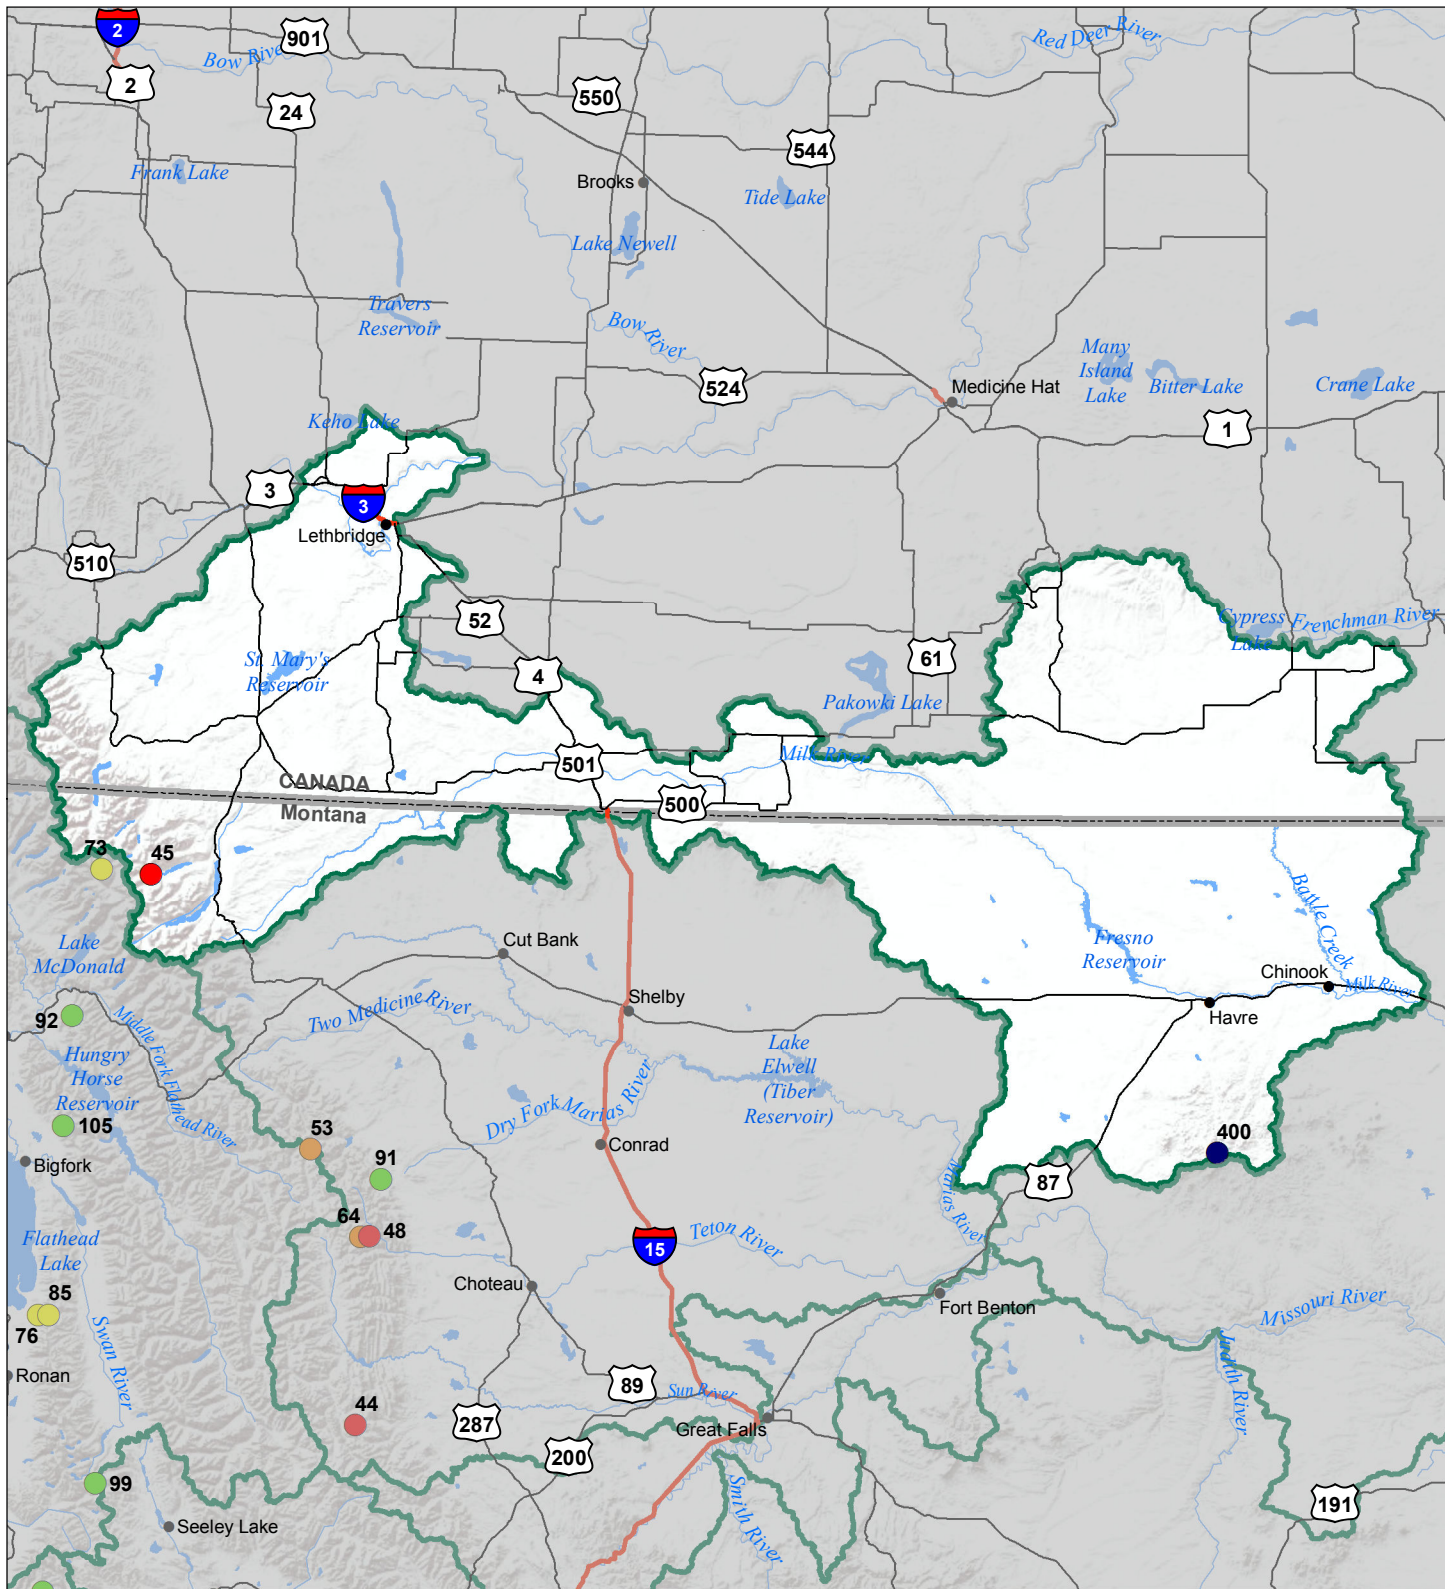 2
901
Bow River
Red Deer River
2
24
550
544
Frank Lake
Brooks
Tide Lake
Lake Newell
Travers
Reservoir
Bow River
Many
Island
Lake
524
Medicine Hat
Bitter Lake
Crane Lake
Keho Lake
1
3
3
Lethbridge
510
52
Cypress
Lake
Frenchman River
St. Mary's
Reservoir
4
61
Pakowki Lake
501
Milk River
CANADA
Montana
500
73
45
Battle Creek
Lake
McDonald
Cut Bank
Fresno
Reservoir
Chinook
Milk River
Shelby
Two Medicine River
Havre
92
Middle Fork Flathead River
Hungry
Horse
Reservoir
Lake
Elwell
(Tiber
Reservoir)
105
53
Dry Fork Marias River
Conrad
400
Bigfork
91
87
Marias River
64
48
Flathead
Lake
15
Teton River
Choteau
85
76
Fort Benton
Missouri River
Swan River
Judith River
Ronan
89
Sun River
44
287
Great Falls
200
99
Smith River
191
Seeley Lake